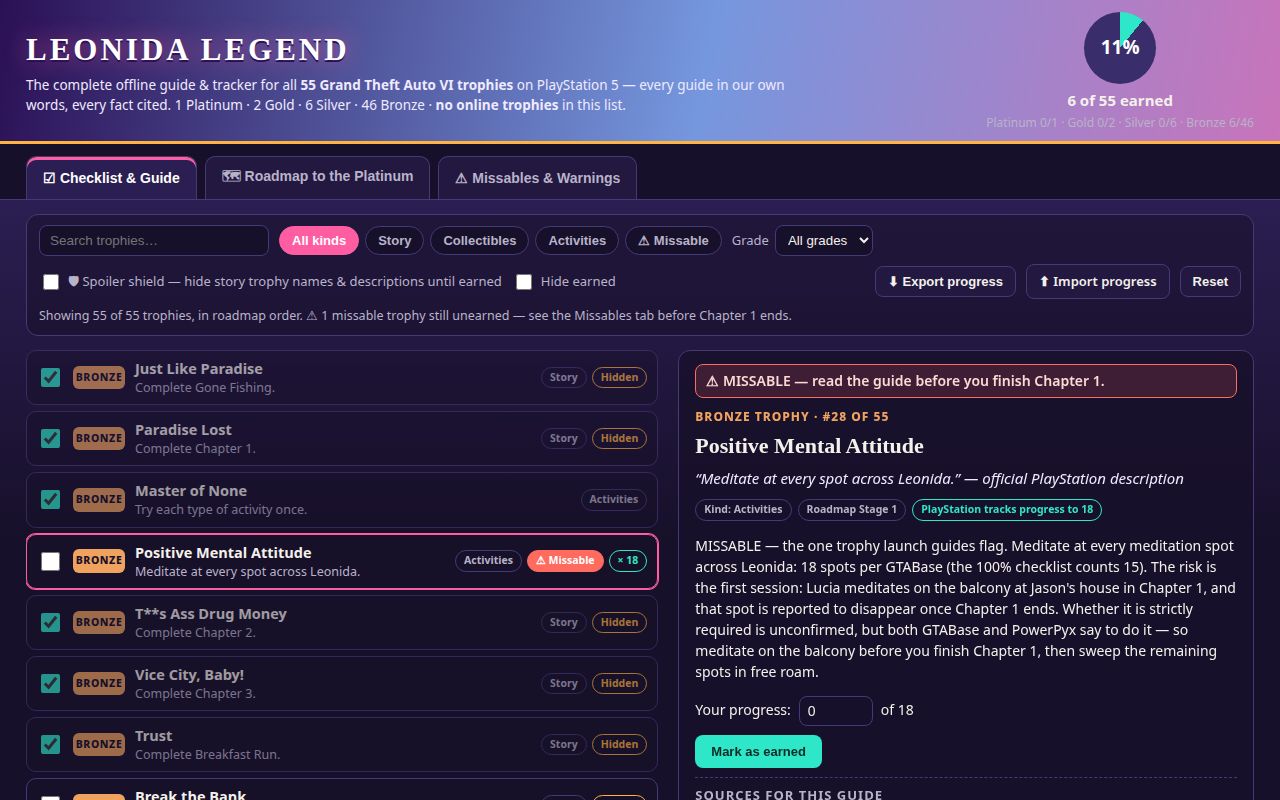 LEONIDA LEGEND
The complete offline guide & tracker for all 55 Grand Theft Auto VI trophies on PlayStation 5 — every guide in our own
words, every fact cited. 1 Platinum · 2 Gold · 6 Silver · 46 Bronze · no online trophies in this list.
11%
6 of 55 earned
Platinum 0/1 · Gold 0/2 · Silver 0/6 · Bronze 6/46
☑ Checklist & Guide
🗺 Roadmap to the Platinum
⚠ Missables & Warnings
Search trophies…
All kinds
Story
Collectibles
Activities
⚠ Missable
Grade
All grades
🛡 Spoiler shield — hide story trophy names & descriptions until earned
Hide earned
⬇ Export progress
⬆ Import progress
Reset
Showing 55 of 55 trophies, in roadmap order. ⚠ 1 missable trophy still unearned — see the Missables tab before Chapter 1 ends.
BRONZE
Just Like Paradise
Complete Gone Fishing.
Story
Hidden
BRONZE
Paradise Lost
Complete Chapter 1.
Story
Hidden
BRONZE
Master of None
Try each type of activity once.
Activities
BRONZE
Positive Mental Attitude
Meditate at every spot across Leonida.
Activities
⚠ Missable
× 18
BRONZE
T**s Ass Drug Money
Complete Chapter 2.
Story
Hidden
BRONZE
Vice City, Baby!
Complete Chapter 3.
Story
Hidden
BRONZE
Trust
Complete Breakfast Run.
Story
Hidden
Break the Bank
⚠ MISSABLE — read the guide before you finish Chapter 1.
BRONZE TROPHY · #28 OF 55
Positive Mental Attitude
“Meditate at every spot across Leonida.” — official PlayStation description
Kind: Activities
Roadmap Stage 1
PlayStation tracks progress to 18
MISSABLE — the one trophy launch guides flag. Meditate at every meditation spot
across Leonida: 18 spots per GTABase (the 100% checklist counts 15). The risk is
the first session: Lucia meditates on the balcony at Jason's house in Chapter 1, and
that spot is reported to disappear once Chapter 1 ends. Whether it is strictly
required is unconfirmed, but both GTABase and PowerPyx say to do it — so
meditate on the balcony before you finish Chapter 1, then sweep the remaining
spots in free roam.
Your progress:
0
of 18
Mark as earned
SOURCES FOR THIS GUIDE